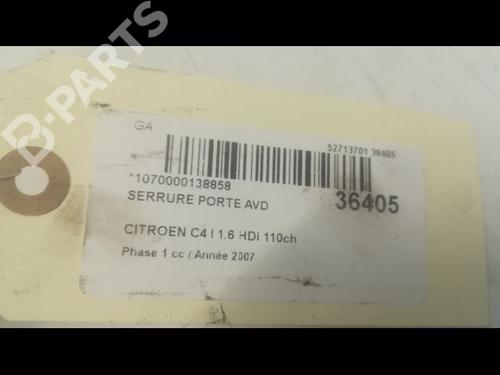 B-PARTS
GA
52713701 36405
*1070000138858
SERRURE PORTE AVD
36405
CITROEN C4 I 1.6 HDi 110ch
Phase 1 cc / Année 2007